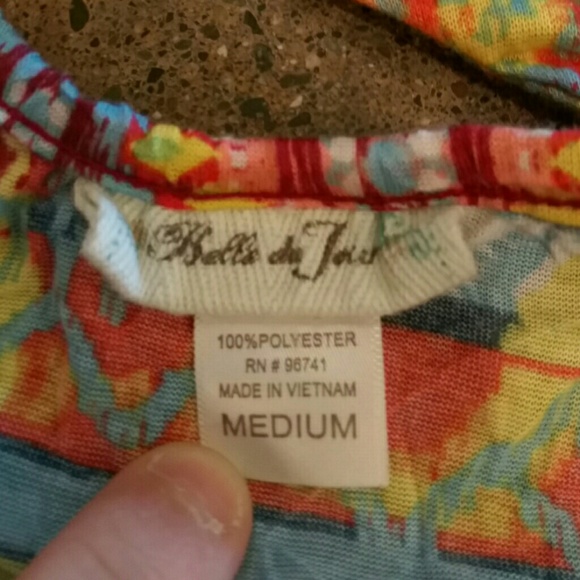 Belle du Jour
100%POLYESTER
RN # 96741
MADE IN VIETNAM
MEDIUM